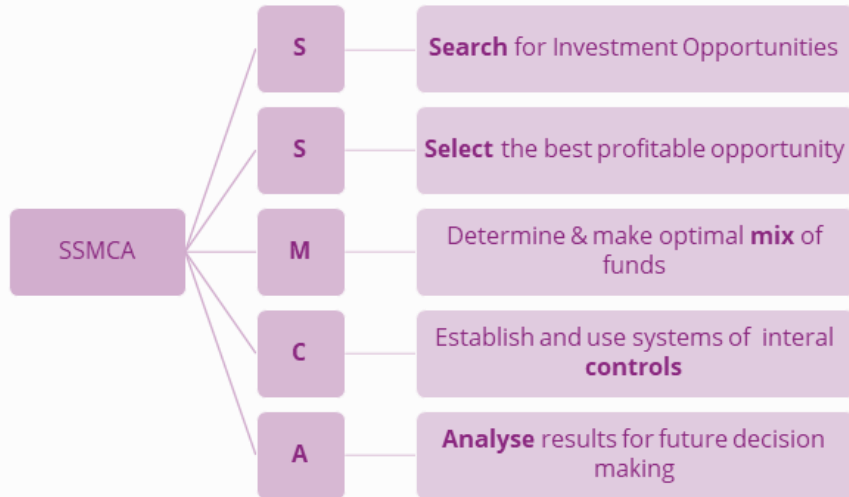 S
Search for Investment Opportunities
S
Select the best profitable opportunity
SSMCA
M
Determine & make optimal mix of
funds
C
Establish and use systems of interal
controls
A
Analyse results for future decision
making